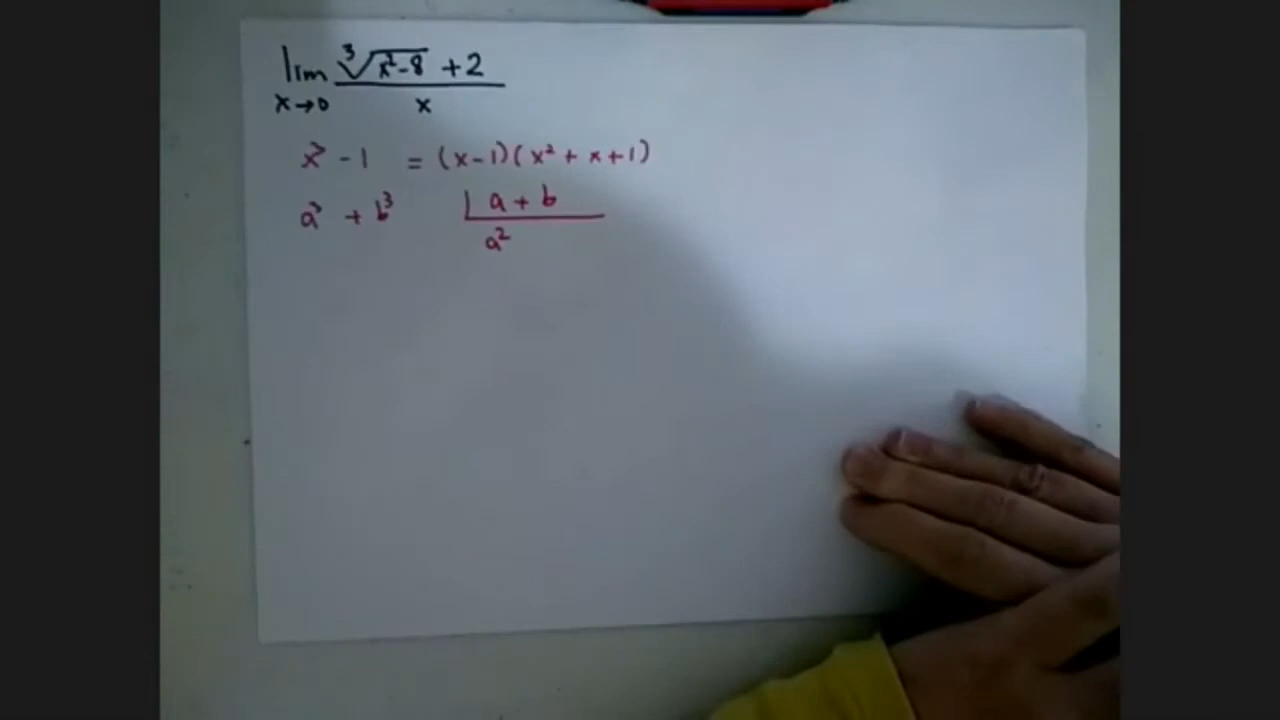 lim ∛(x²-8) + 2
x→0 x
x³ - 1 = (x-1)(x² + x + 1)
a³ + b³ | a + b
a²